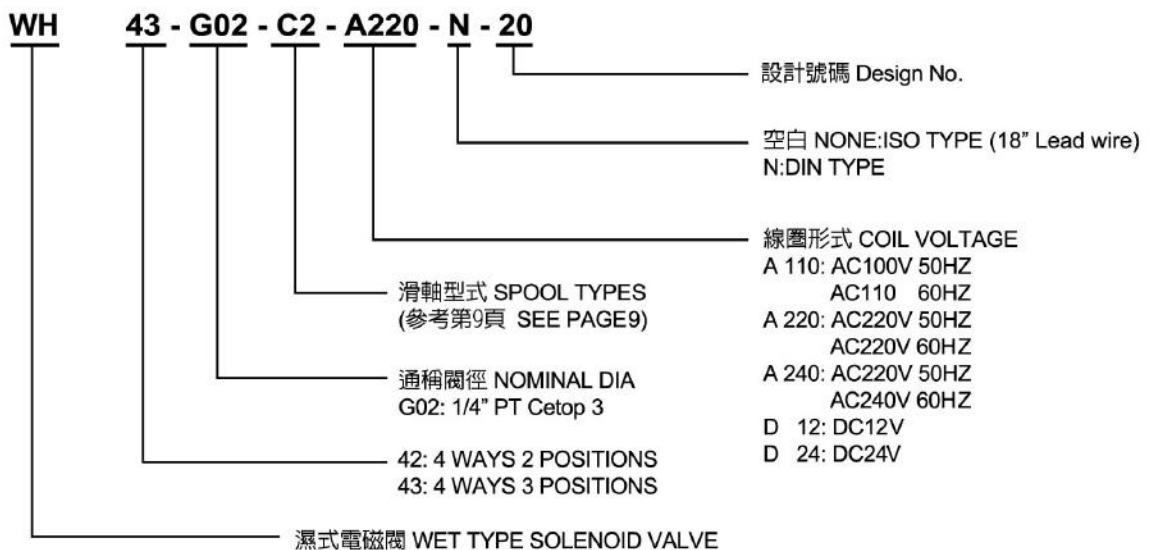 WH 43 - G02 - C2 - A220 - N - 20
設計號碼 Design No.
空白 NONE:ISO TYPE (18” Lead wire)
N:DIN TYPE
線圈形式 COIL VOLTAGE
A 110: AC100V 50HZ
AC110 60HZ
A 220: AC220V 50HZ
AC220V 60HZ
A 240: AC220V 50HZ
AC240V 60HZ
D 12: DC12V
D 24: DC24V
滑軸型式 SPOOL TYPES
(參考第9頁 SEE PAGE9)
通稱閥徑 NOMINAL DIA
G02: 1/4” PT Cetop 3
42: 4 WAYS 2 POSITIONS
43: 4 WAYS 3 POSITIONS
濕式電磁閥 WET TYPE SOLENOID VALVE